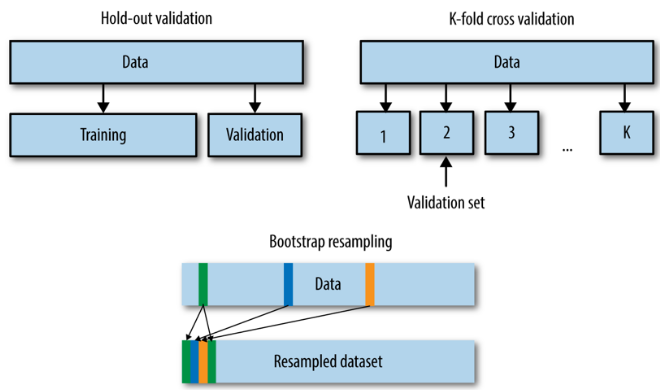 Hold-out validation
Data
Training
Validation
K-fold cross validation
Data
1
2
3
...
K
Validation set
Bootstrap resampling
Data
Resampled dataset